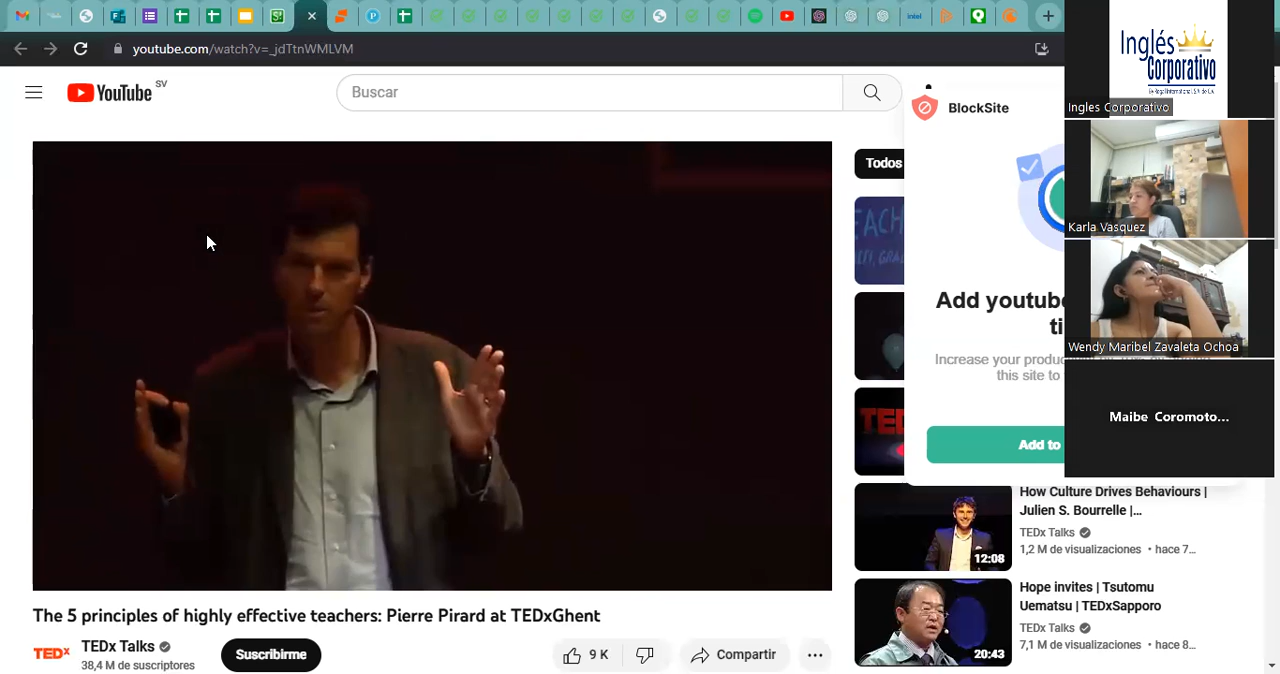 youtube.com/watch?v=_jdTtnWMLVM
YouTube SV
Buscar
BlockSite
Todos
TEACH
TED
Add youtube
ti
Increase your produc
this site to
Add to
Inglés
Corporativo
Ingles Corporativo
Karla Vasquez
Wendy Maribel Zavaleta Ochoa
Maibe Coromoto...
How Culture Drives Behaviours |
Julien S. Bourrelle |...
TEDx Talks
1,2 M de visualizaciones • hace 7...
12:08
Hope invites | Tsutomu
Uematsu | TEDxSapporo
TEDx Talks
7,1 M de visualizaciones • hace 8...
20:43
The 5 principles of highly effective teachers: Pierre Pirard at TEDxGhent
TEDx
TEDx Talks
38,4 M de suscriptores
Suscribirme
9 K
Compartir